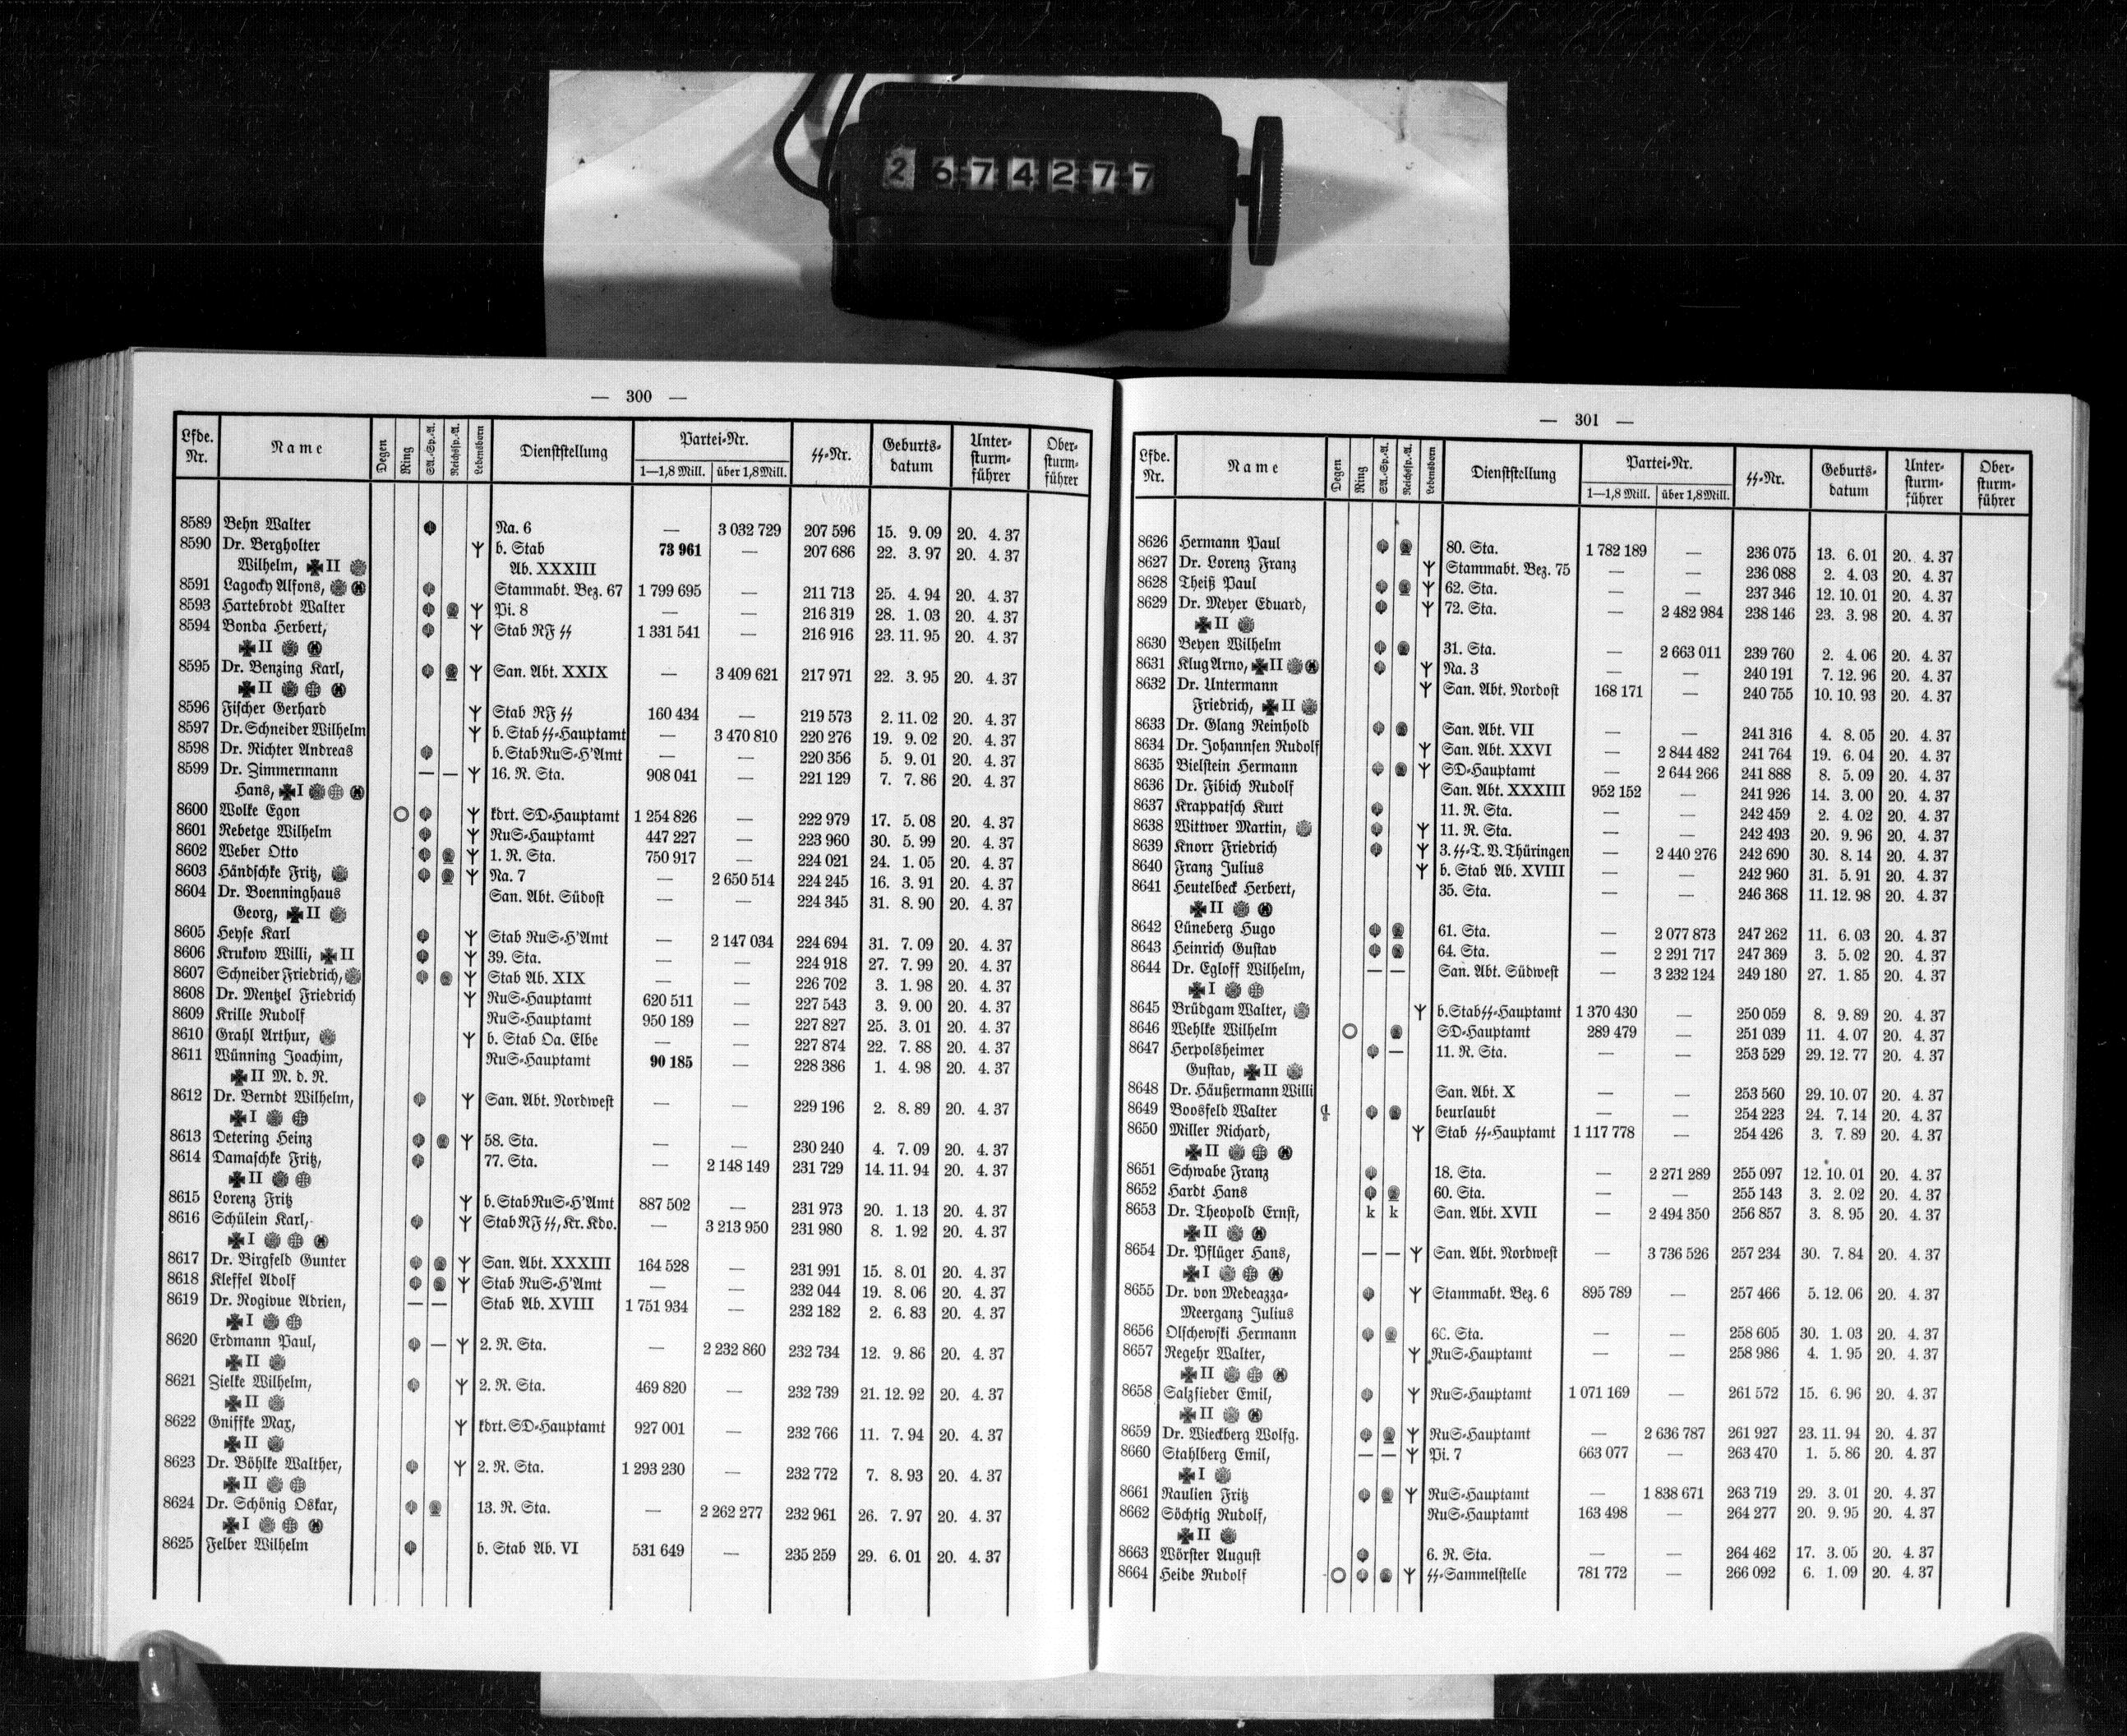 2674277
— 300 —
Lfde. Nr. Name Degen Ring SA.-Sp.-A. Reichssp.-A. Lebensborn Dienststellung Partei-Nr. 1—1,8 Mill. über 1,8 Mill. SS-Nr. Geburts-datum Unter-sturm-führer Ober-sturm-führer
8589 Behn Walter Na. 6 — 3 032 729 207 596 15. 9. 09 20. 4. 37
8590 Dr. Bergholter b. Stab 73 961 — 207 686 22. 3. 97 20. 4. 37
Wilhelm, II Ab. XXXIII
8591 Lagocky Alfons, Stammabt. Bez. 67 1 799 695 — 211 713 25. 4. 94 20. 4. 37
8593 Hartebrodt Walter Pi. 8 — — 216 319 28. 1. 03 20. 4. 37
8594 Bonda Herbert, Stab RF SS 1 331 541 — 216 916 23. 11. 95 20. 4. 37
II
8595 Dr. Benzing Karl, San. Abt. XXIX — 3 409 621 217 971 22. 3. 95 20. 4. 37
II
8596 Fischer Gerhard Stab RF SS 160 434 — 219 573 2. 11. 02 20. 4. 37
8597 Dr. Schneider Wilhelm b. Stab SS-Hauptamt — 3 470 810 220 276 19. 9. 02 20. 4. 37
8598 Dr. Richter Andreas b. Stab RuS-H'Amt — — 220 356 5. 9. 01 20. 4. 37
8599 Dr. Zimmermann — — 16. R. Sta. 908 041 — 221 129 7. 7. 86 20. 4. 37
Hans, I
8600 Wolke Egon kdrt. SD-Hauptamt 1 254 826 — 222 979 17. 5. 08 20. 4. 37
8601 Rebetge Wilhelm RuS-Hauptamt 447 227 — 223 960 30. 5. 99 20. 4. 37
8602 Weber Otto 1. R. Sta. 750 917 — 224 021 24. 1. 05 20. 4. 37
8603 Händschke Fritz, Na. 7 — 2 650 514 224 245 16. 3. 91 20. 4. 37
8604 Dr. Boenninghaus San. Abt. Südost — — 224 345 31. 8. 90 20. 4. 37
Georg, II
8605 Heyse Karl Stab RuS-H'Amt — 2 147 034 224 694 31. 7. 09 20. 4. 37
8606 Krukow Willi, II 39. Sta. — — 224 918 27. 7. 99 20. 4. 37
8607 Schneider Friedrich, Stab Ab. XIX — — 226 702 3. 1. 98 20. 4. 37
8608 Dr. Mentzel Friedrich RuS-Hauptamt 620 511 — 227 543 3. 9. 00 20. 4. 37
8609 Krille Rudolf RuS-Hauptamt 950 189 — 227 827 25. 3. 01 20. 4. 37
8610 Grahl Arthur, b. Stab Oa. Elbe — — 227 874 22. 7. 88 20. 4. 37
8611 Wünning Joachim, RuS-Hauptamt 90 185 — 228 386 1. 4. 98 20. 4. 37
II M. d. R.
8612 Dr. Berndt Wilhelm, San. Abt. Nordwest — — 229 196 2. 8. 89 20. 4. 37
I
8613 Detering Heinz 58. Sta. — — 230 240 4. 7. 09 20. 4. 37
8614 Damaschke Fritz, 77. Sta. — 2 148 149 231 729 14. 11. 94 20. 4. 37
II
8615 Lorenz Fritz b. Stab RuS-H'Amt 887 502 — 231 973 20. 1. 13 20. 4. 37
8616 Schülein Karl, Stab RF SS, Kr. Kdo. — 3 213 950 231 980 8. 1. 92 20. 4. 37
I
8617 Dr. Birgfeld Gunter San. Abt. XXXIII 164 528 — 231 991 15. 8. 01 20. 4. 37
8618 Kleffel Adolf Stab RuS-H'Amt — — 232 044 19. 8. 06 20. 4. 37
8619 Dr. Rogivue Adrien, — — Stab Ab. XVIII 1 751 934 — 232 182 2. 6. 83 20. 4. 37
I
8620 Erdmann Paul, — 2. R. Sta. — 2 232 860 232 734 12. 9. 86 20. 4. 37
II
8621 Zielke Wilhelm, 2. R. Sta. 469 820 — 232 739 21. 12. 92 20. 4. 37
II
8622 Gniffke Max, kdrt. SD-Hauptamt 927 001 — 232 766 11. 7. 94 20. 4. 37
II
8623 Dr. Böhlke Walther, 2. R. Sta. 1 293 230 — 232 772 7. 8. 93 20. 4. 37
II
8624 Dr. Schönig Oskar, 13. R. Sta. — 2 262 277 232 961 26. 7. 97 20. 4. 37
I
8625 Felber Wilhelm b. Stab Ab. VI 531 649 — 235 259 29. 6. 01 20. 4. 37
— 301 —
Lfde. Nr. Name Degen Ring SA.-Sp.-A. Reichssp.-A. Lebensborn Dienststellung Partei-Nr. 1—1,8 Mill. über 1,8 Mill. SS-Nr. Geburts-datum Unter-sturm-führer Ober-sturm-führer
8626 Hermann Paul 80. Sta. 1 782 189 — 236 075 13. 6. 01 20. 4. 37
8627 Dr. Lorenz Franz Stammabt. Bez. 75 — — 236 088 2. 4. 03 20. 4. 37
8628 Theiß Paul 62. Sta. — — 237 346 12. 10. 01 20. 4. 37
8629 Dr. Meyer Eduard, 72. Sta. — 2 482 984 238 146 23. 3. 98 20. 4. 37
II
8630 Beyen Wilhelm 31. Sta. — 2 663 011 239 760 2. 4. 06 20. 4. 37
8631 Klug Arno, II Na. 3 — — 240 191 7. 12. 96 20. 4. 37
8632 Dr. Untermann San. Abt. Nordost 168 171 — 240 755 10. 10. 93 20. 4. 37
Friedrich, II
8633 Dr. Glang Reinhold San. Abt. VII — — 241 316 4. 8. 05 20. 4. 37
8634 Dr. Johannsen Rudolf San. Abt. XXVI — 2 844 482 241 764 19. 6. 04 20. 4. 37
8635 Bielstein Hermann SD-Hauptamt — 2 644 266 241 888 8. 5. 09 20. 4. 37
8636 Dr. Fibich Rudolf San. Abt. XXXIII 952 152 — 241 926 14. 3. 00 20. 4. 37
8637 Krappatsch Kurt 11. R. Sta. — — 242 459 2. 4. 02 20. 4. 37
8638 Wittwer Martin, 11. R. Sta. — — 242 493 20. 9. 96 20. 4. 37
8639 Knorr Friedrich 3. SS-T. V. Thüringen — 2 440 276 242 690 30. 8. 14 20. 4. 37
8640 Franz Julius b. Stab Ab. XVIII — — 242 960 31. 5. 91 20. 4. 37
8641 Heutelbeck Herbert, 35. Sta. — — 246 368 11. 12. 98 20. 4. 37
II
8642 Lüneberg Hugo 61. Sta. — 2 077 873 247 262 11. 6. 03 20. 4. 37
8643 Heinrich Gustav 64. Sta. — 2 291 717 247 369 3. 5. 02 20. 4. 37
8644 Dr. Egloff Wilhelm, — — San. Abt. Südwest — 3 232 124 249 180 27. 1. 85 20. 4. 37
I
8645 Brüdgam Walter, b. Stab SS-Hauptamt 1 370 430 — 250 059 8. 9. 89 20. 4. 37
8646 Wehlke Wilhelm SD-Hauptamt 289 479 — 251 039 11. 4. 07 20. 4. 37
8647 Herpolsheimer — 11. R. Sta. — — 253 529 29. 12. 77 20. 4. 37
Gustav, II
8648 Dr. Häußermann Willi San. Abt. X — — 253 560 29. 10. 07 20. 4. 37
8649 Boosfeld Walter beurlaubt — — 254 223 24. 7. 14 20. 4. 37
8650 Miller Richard, Stab SS-Hauptamt 1 117 778 — 254 426 3. 7. 89 20. 4. 37
II
8651 Schwabe Franz 18. Sta. — 2 271 289 255 097 12. 10. 01 20. 4. 37
8652 Hardt Hans 60. Sta. — — 255 143 3. 2. 02 20. 4. 37
8653 Dr. Theopold Ernst, k k San. Abt. XVII — 2 494 350 256 857 3. 8. 95 20. 4. 37
II
8654 Dr. Pflüger Hans, — — San. Abt. Nordwest — 3 736 526 257 234 30. 7. 84 20. 4. 37
I
8655 Dr. von Medeazza- Stammabt. Bez. 6 895 789 — 257 466 5. 12. 06 20. 4. 37
Meerganz Julius
8656 Olschewski Hermann 60. Sta. — — 258 605 30. 1. 03 20. 4. 37
8657 Regehr Walter, RuS-Hauptamt — — 258 986 4. 1. 95 20. 4. 37
II
8658 Salzsieder Emil, RuS-Hauptamt 1 071 169 — 261 572 15. 6. 96 20. 4. 37
II
8659 Dr. Wieckberg Wolfg. RuS-Hauptamt — 2 636 787 261 927 23. 11. 94 20. 4. 37
8660 Stahlberg Emil, — — Pi. 7 663 077 — 263 470 1. 5. 86 20. 4. 37
I
8661 Raulien Fritz RuS-Hauptamt — 1 838 671 263 719 29. 3. 01 20. 4. 37
8662 Söchtig Rudolf, RuS-Hauptamt 163 498 — 264 277 20. 9. 95 20. 4. 37
II
8663 Wörster August 6. R. Sta. — — 264 462 17. 3. 05 20. 4. 37
8664 Heide Rudolf SS-Sammelstelle 781 772 — 266 092 6. 1. 09 20. 4. 37